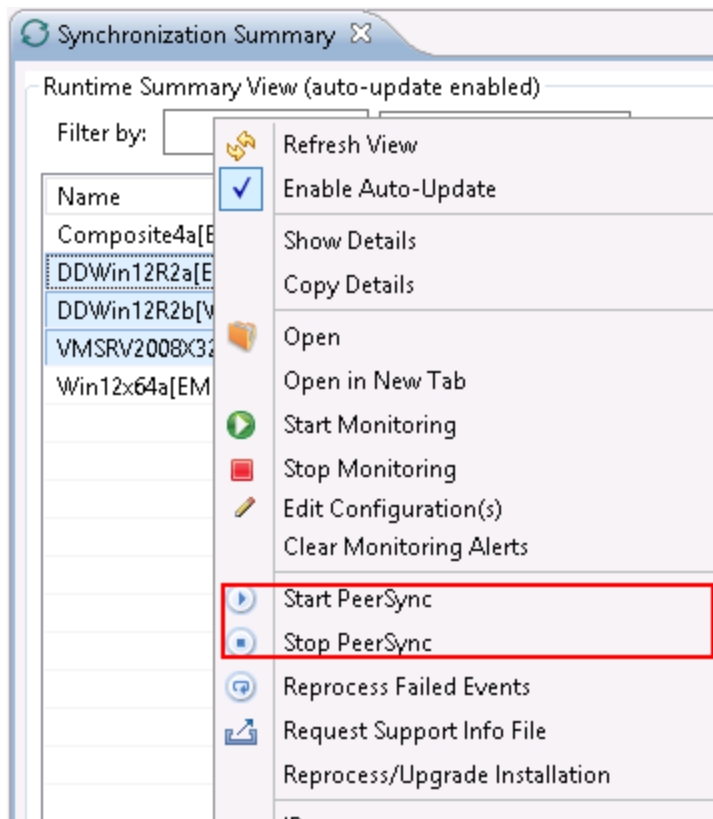 Synchronization Summary
Runtime Summary View (auto-update enabled)
Filter by:
Name
Composite4a[E
DDWin12R2a[E
DDWin12R2b[V
VMSRV2008X32
Win12x64a[EM
Refresh View
Enable Auto-Update
Show Details
Copy Details
Open
Open in New Tab
Start Monitoring
Stop Monitoring
Edit Configuration(s)
Clear Monitoring Alerts
Start PeerSync
Stop PeerSync
Reprocess Failed Events
Request Support Info File
Reprocess/Upgrade Installation